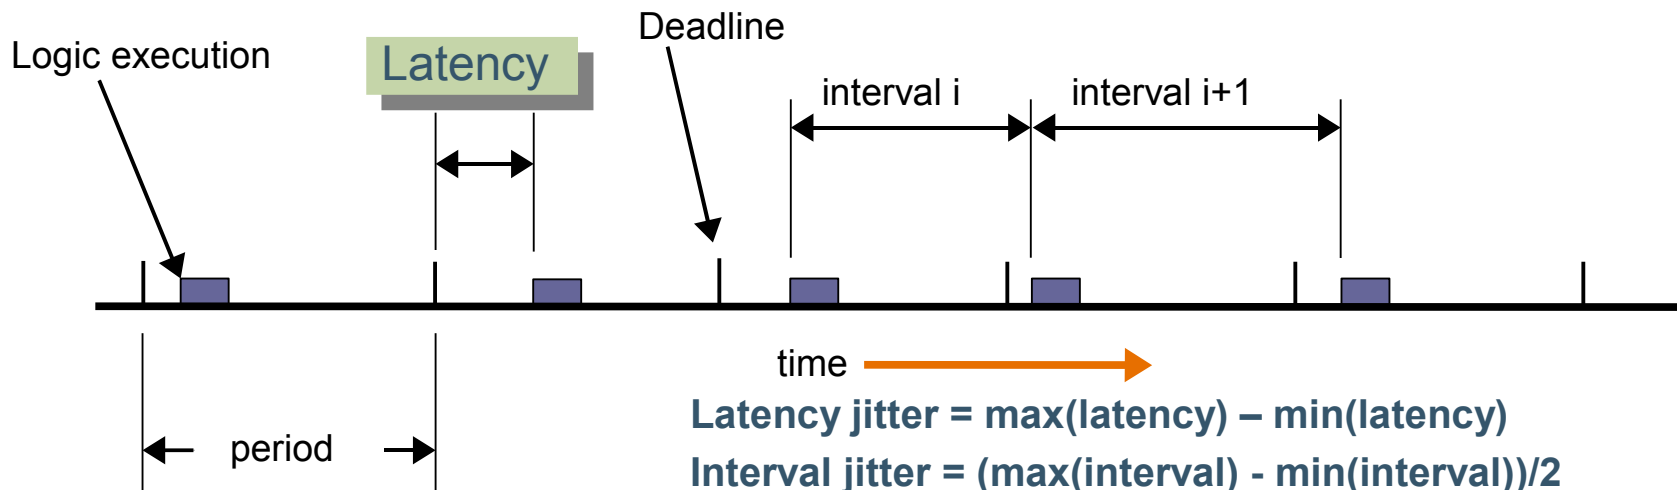 Logic execution
Latency
Deadline
interval i
interval i+1
time
period
Latency jitter = max(latency) – min(latency)
Interval jitter = (max(interval) - min(interval))/2